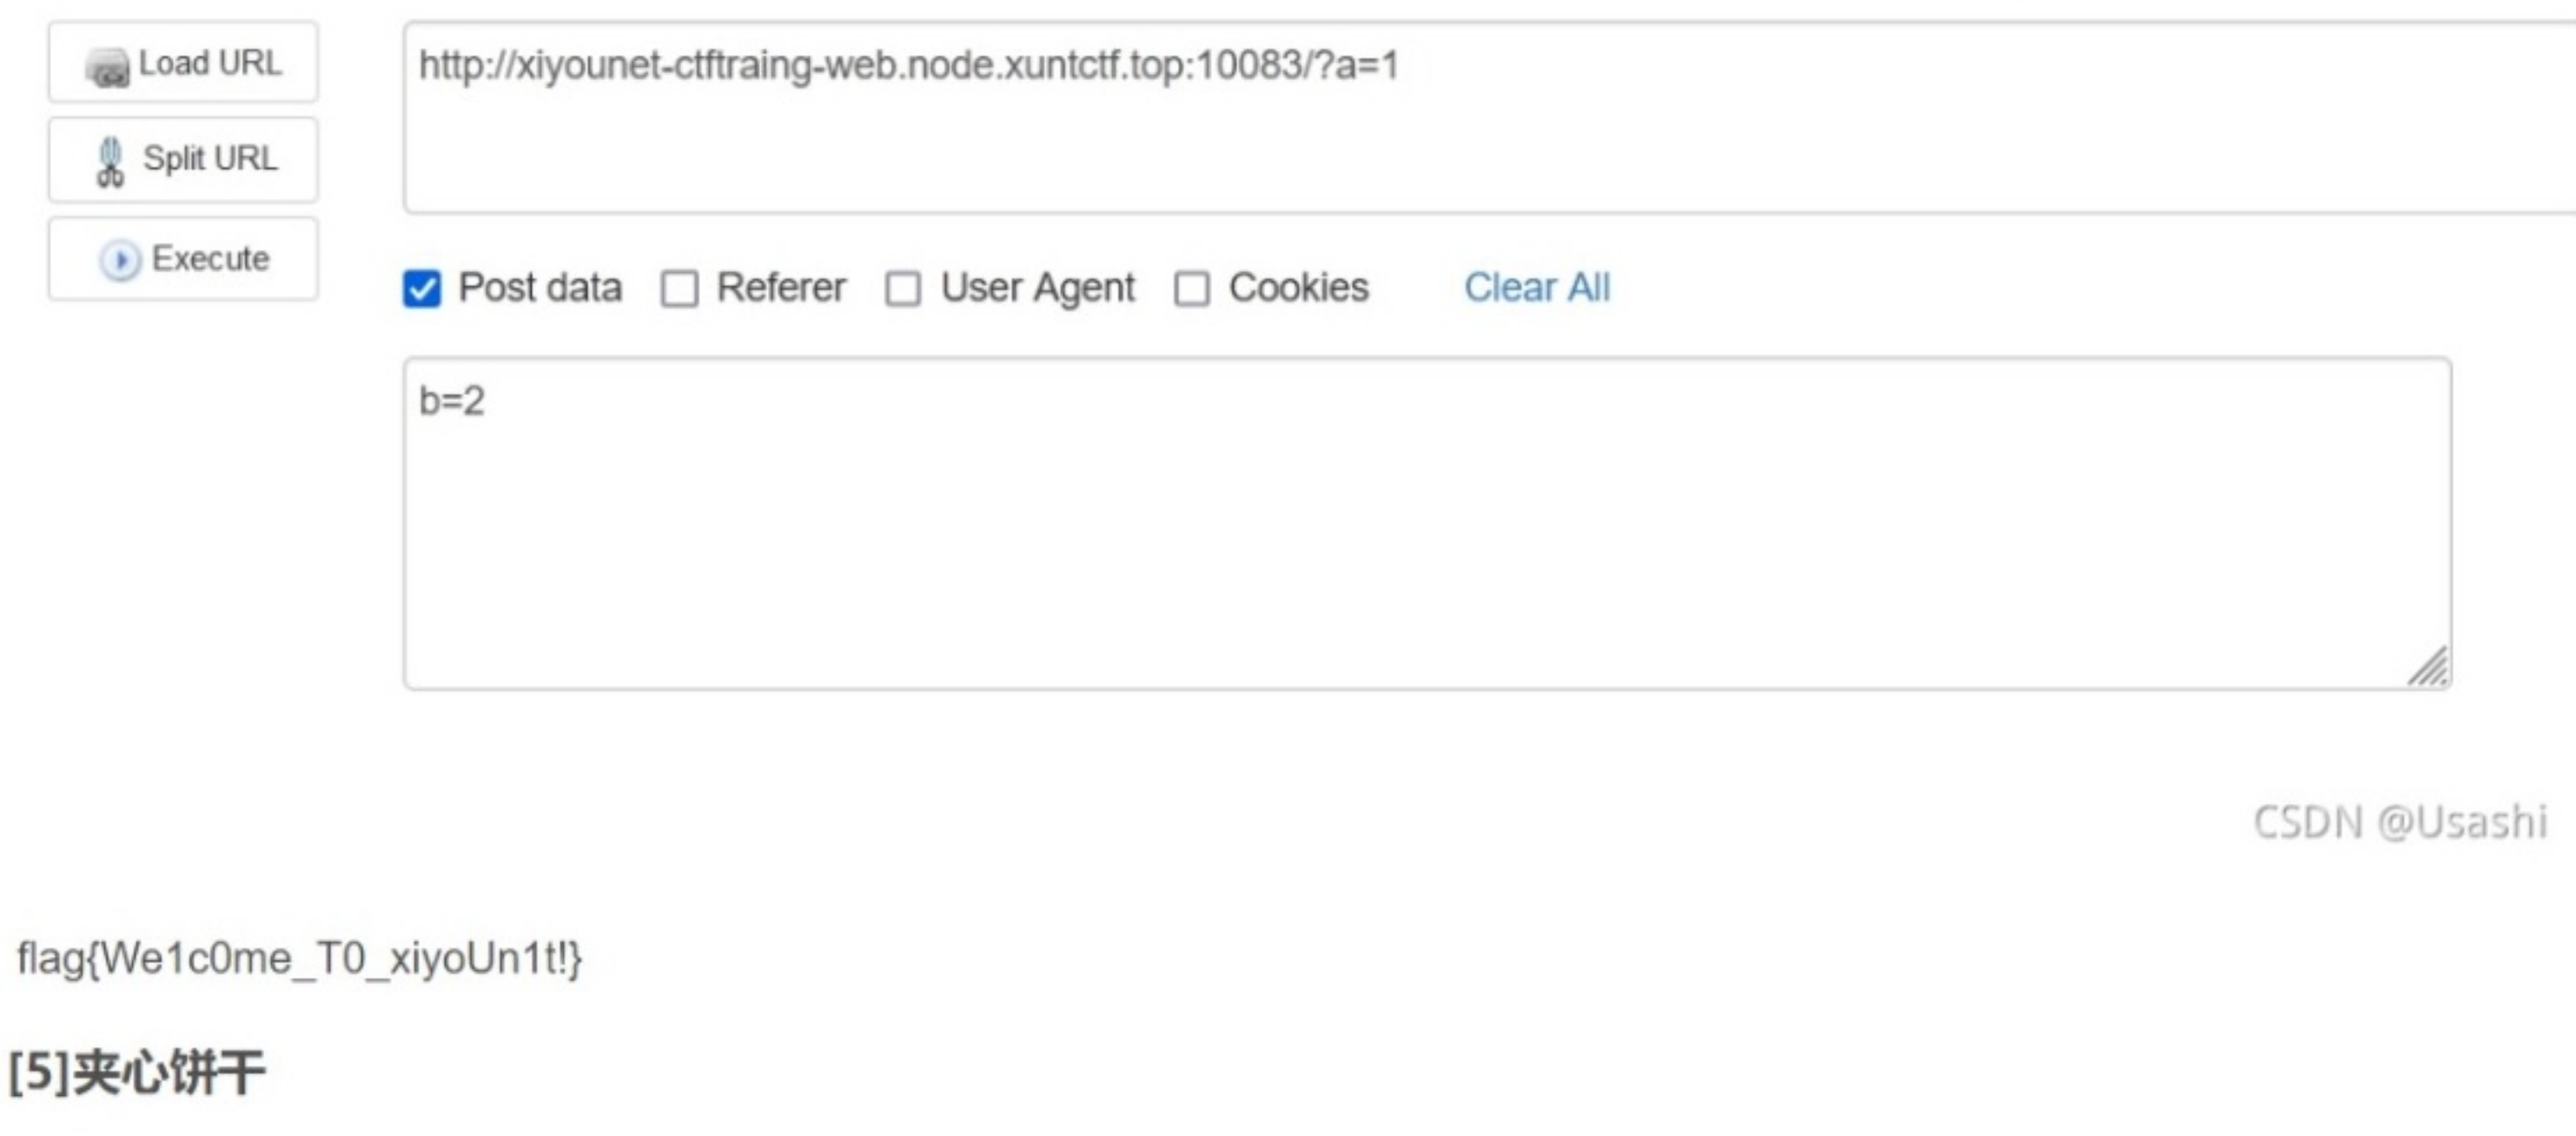 Load URL
http://xiyounet-ctftraing-web.node.xuntctf.top:10083/?a=1
Split URL
Execute
Post data Referer User Agent Cookies Clear All
b=2
CSDN @Usashi
flag{We1c0me_T0_xiyoUn1t!}
[5]夹心饼干